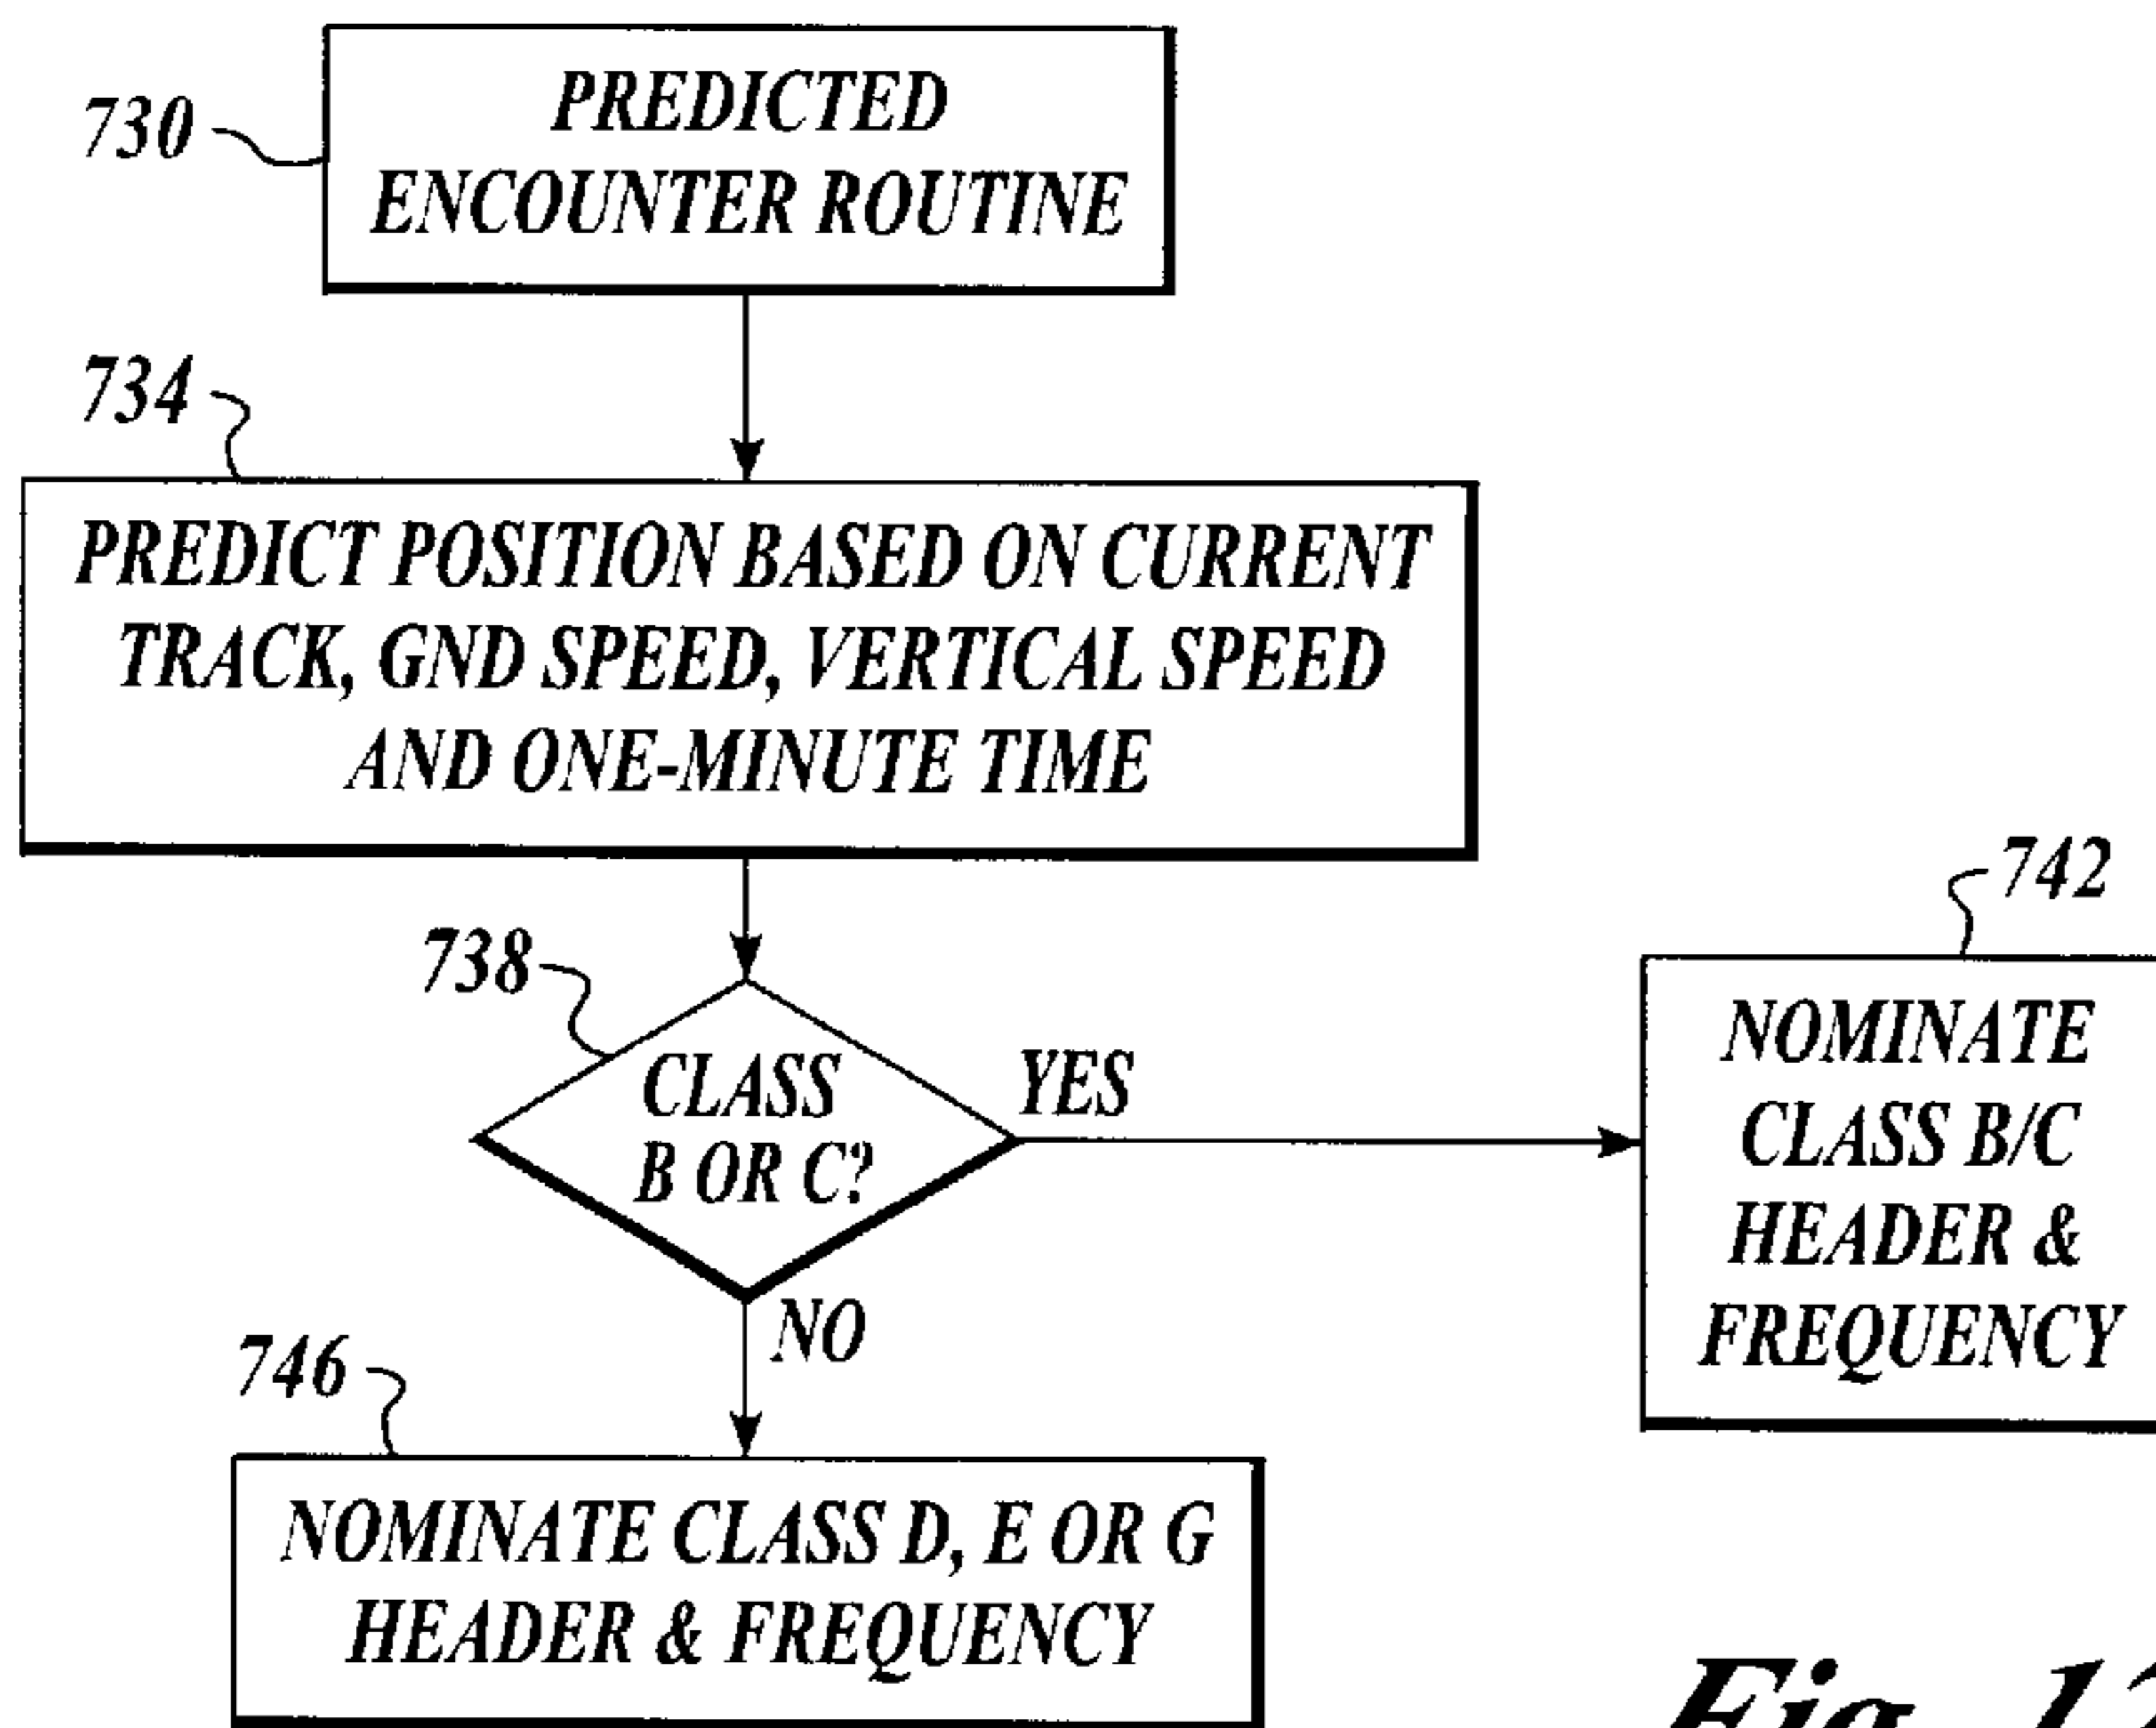 730
PREDICTED
ENCOUNTER ROUTINE
734
PREDICT POSITION BASED ON CURRENT
TRACK, GND SPEED, VERTICAL SPEED
AND ONE-MINUTE TIME
738
CLASS
B OR C?
YES
742
NOMINATE
CLASS B/C
HEADER &
FREQUENCY
NO
746
NOMINATE CLASS D, E OR G
HEADER & FREQUENCY
Fig.